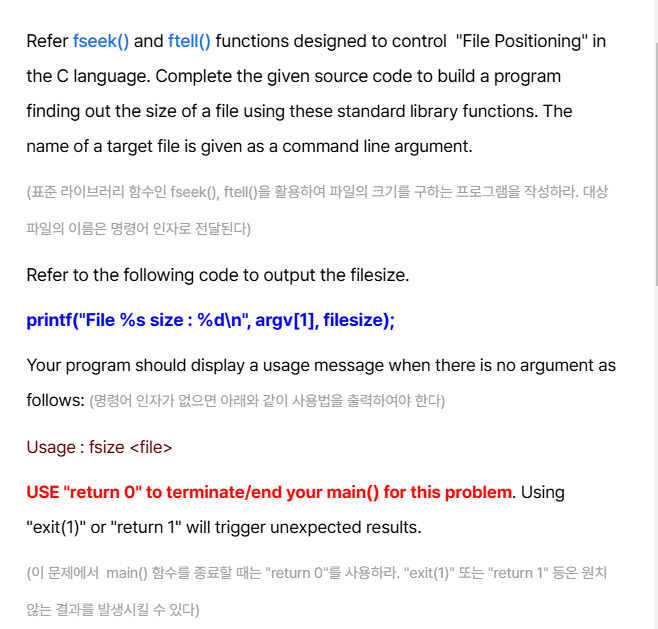 Refer fseek() and ftell() functions designed to control "File Positioning" in
the C language. Complete the given source code to build a program
finding out the size of a file using these standard library functions. The
name of a target file is given as a command line argument.
(표준 라이브러리 함수인 fseek(), ftell()을 활용하여 파일의 크기를 구하는 프로그램을 작성하라. 대상
파일의 이름은 명령어 인자로 전달된다)
Refer to the following code to output the filesize.
printf("File %s size : %d\n", argv[1], filesize);
Your program should display a usage message when there is no argument as
follows: (명령어 인자가 없으면 아래와 같이 사용법을 출력하여야 한다)
Usage : fsize <file>
USE "return 0" to terminate/end your main() for this problem. Using
"exit(1)" or "return 1" will trigger unexpected results.
(이 문제에서 main() 함수를 종료할 때는 "return 0"를 사용하라. "exit(1)" 또는 "return 1" 등은 원치
않는 결과를 발생시킬 수 있다)